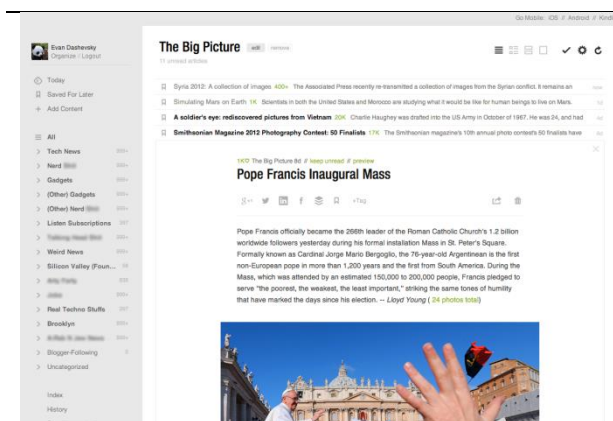 Go Mobile: iOS // Android // Kindl
Evan Dashevsky
Organize | Logout
The Big Picture edit remove
11 unread articles
Today
Saved For Later
+ Add Content
Syria 2012: A collection of images 400+ The Associated Press recently re-transmitted a collection of images from the Syrian conflict. It remains an
Simulating Mars on Earth 1K Scientists in both the United States and Morocco are studying what it would be like for human beings to live on Mars.
A soldier's eye: rediscovered pictures from Vietnam 20K Charlie Haughey was drafted into the US Army in October of 1967. He was 24, and had
Smithsonian Magazine 2012 Photography Contest: 50 Finalists 17K The Smithsonian magazine's 10th annual photo contest's 50 finalists have
All
> Tech News
> Nerd
> Gadgets
> (Other) Gadgets
> (Other) Nerd
> Listen Subscriptions
> Weird News
> Silicon Valley (Foun...
> Real Techno Stuffs
> Brooklyn
> Blogger-Following
> Uncategorized
Index
History
The Big Picture 8d // keep unread // preview
Pope Francis Inaugural Mass
g+1 in f +Tag
Pope Francis officially became the 266th leader of the Roman Catholic Church's 1.2 billion
worldwide followers yesterday during his formal installation Mass in St. Peter's Square.
Formally known as Cardinal Jorge Mario Bergoglio, the 76-year-old Argentinean is the first
non-European pope in more than 1,200 years and the first from South America. During the
Mass, which was attended by an estimated 150,000 to 200,000 people, Francis pledged to
serve "the poorest, the weakest, the least important," striking the same tones of humility
that have marked the days since his election. -- Lloyd Young ( 24 photos total)